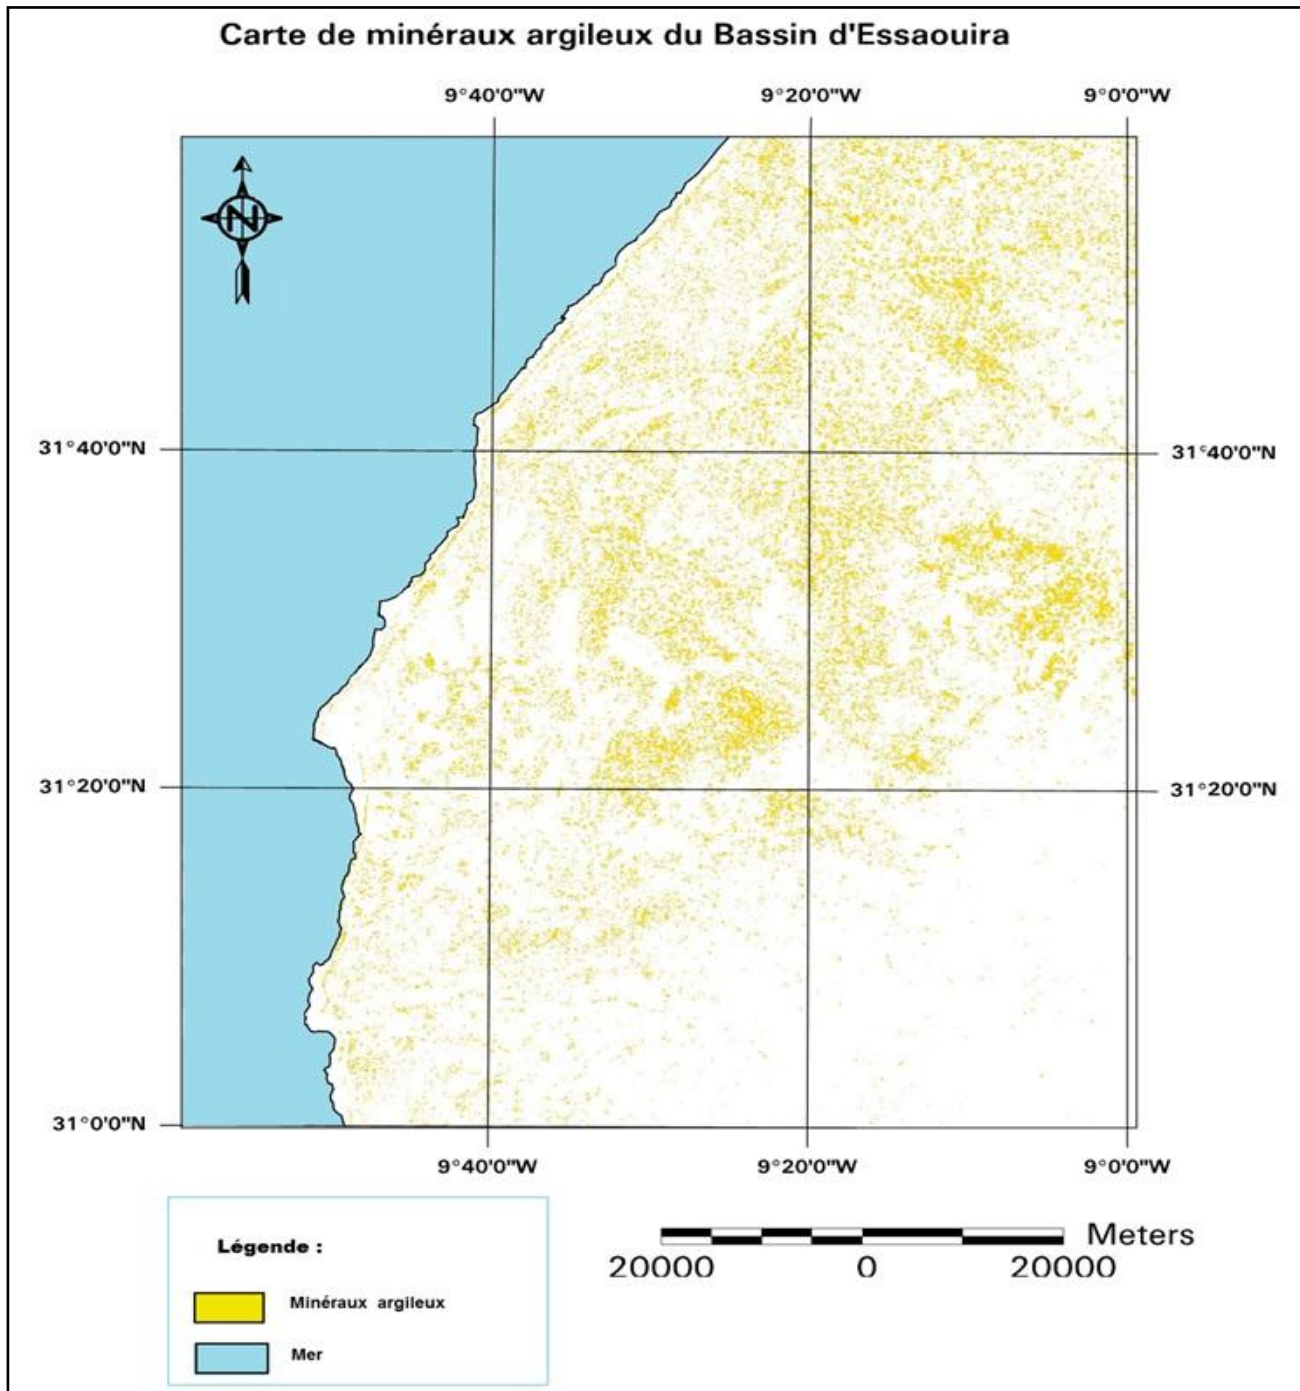 Carte de minéraux argileux du Bassin d'Essaouira
9°40'0"W 9°20'0"W 9°0'0"W
N
31°40'0"N 31°40'0"N
31°20'0"N 31°20'0"N
31°0'0"N
9°40'0"W 9°20'0"W 9°0'0"W
Légende :
Minéraux argileux
Mer
Meters
20000 0 20000